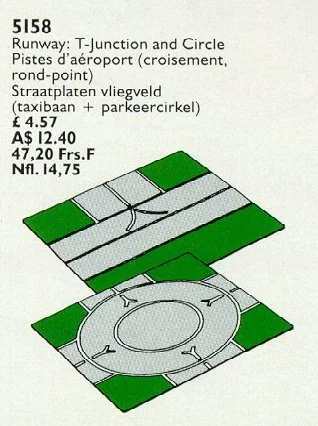 5158
Runway: T-Junction and Circle
Pistes d'aéroport (croisement,
rond-point)
Straatplaten vliegveld
(taxibaan + parkeercirkel)
£ 4.57
A$ 12.40
47,20 Frs.F
Nfl. 14,75